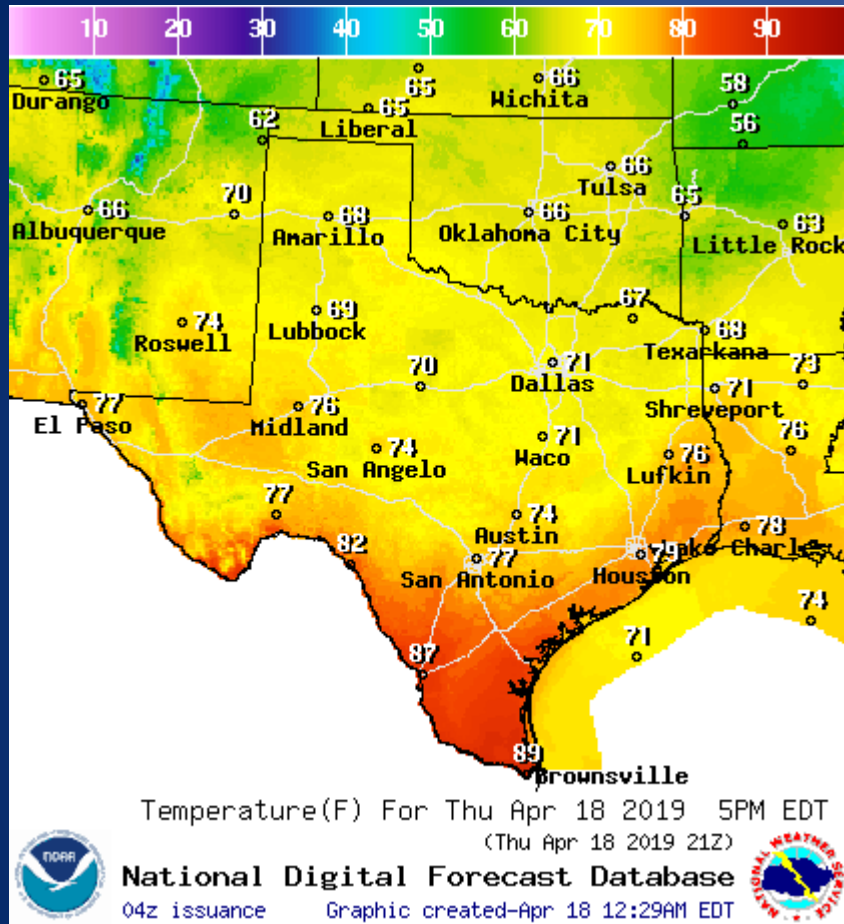 10 20 30 40 50 60 70 80 90
65 65 66 58
Durango Wichita
65
Liberal
62 56
66
Tulsa
70 65
66 68 66 63
Albuquerque Amarillo Oklahoma City Little Rock
74 69 67 68
Roswell Lubbock Texarkana
70 71 73
Dallas 71
Shreveport
77 76
El Paso Midland
74 71 76 76
San Angelo Waco Lufkin
77 74 78
Austin
82 77 79 Lake Charles
San Antonio Houston
74
87 71
89
Brownsville
Temperature(F) For Thu Apr 18 2019 5PM EDT
(Thu Apr 18 2019 21Z)
NOAA
National Digital Forecast Database
04z issuance Graphic created-Apr 18 12:29AM EDT
NATIONAL WEATHER SERVICE